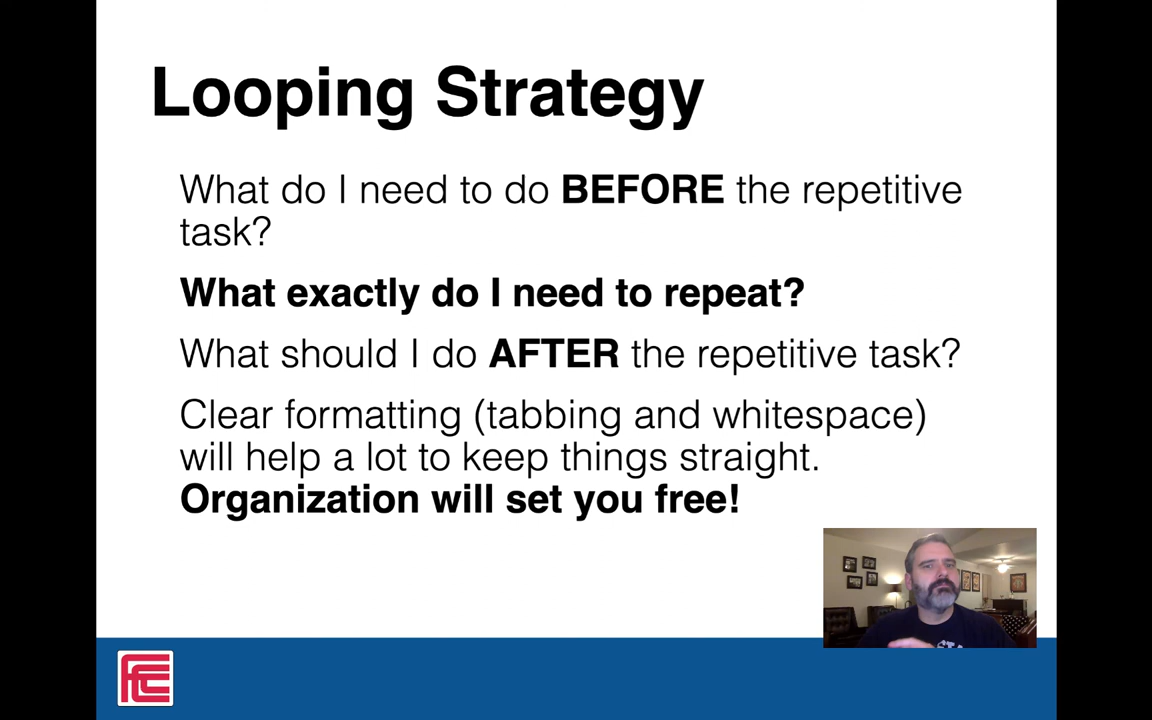 Looping Strategy
What do I need to do BEFORE the repetitive
task?
What exactly do I need to repeat?
What should I do AFTER the repetitive task?
Clear formatting (tabbing and whitespace)
will help a lot to keep things straight.
Organization will set you free!
FCC